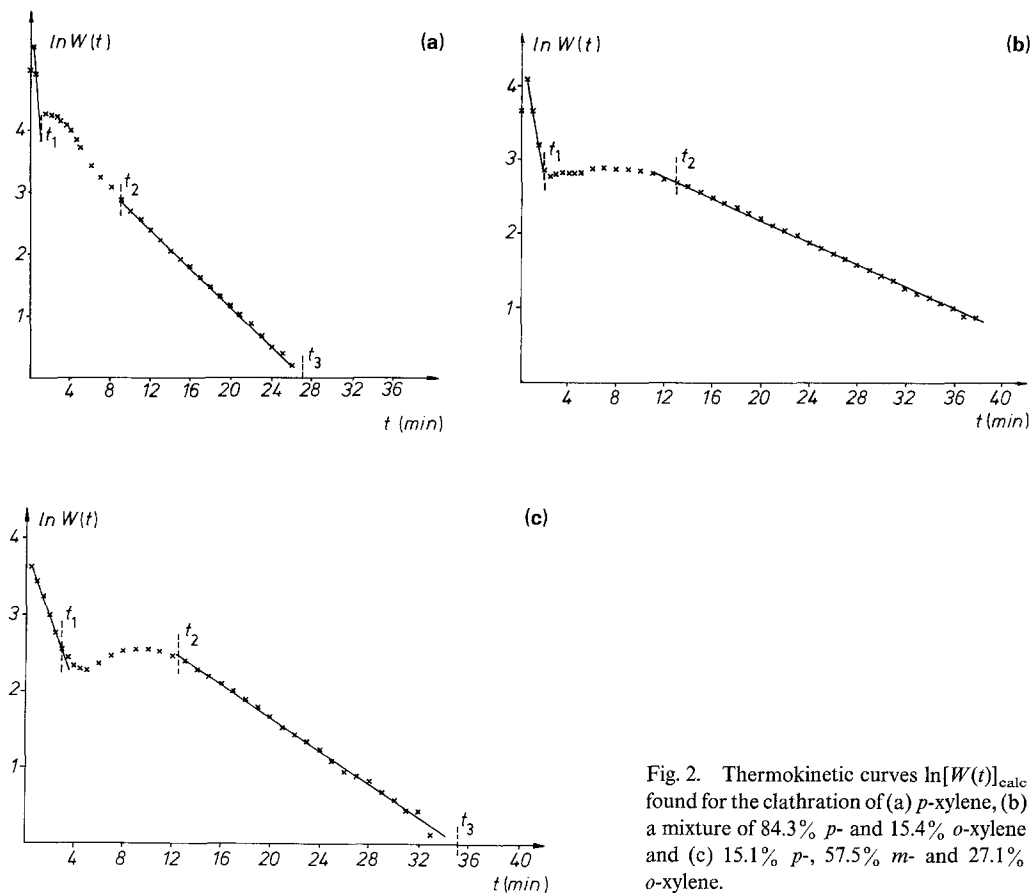 ln W(t)
(a)
4
3
2
1
t1
t2
t3
4 8 12 16 20 24 28 32 36
t (min)
ln W(t)
(b)
4
3
2
1
t1
t2
4 8 12 16 20 24 28 32 36 40
t (min)
ln W(t)
(c)
4
3
2
1
t1
t2
t3
4 8 12 16 20 24 28 32 36 40
t (min)
Fig. 2. Thermokinetic curves ln[W(t)]calc
found for the clathration of (a) p-xylene, (b)
a mixture of 84.3% p- and 15.4% o-xylene
and (c) 15.1% p-, 57.5% m- and 27.1%
o-xylene.